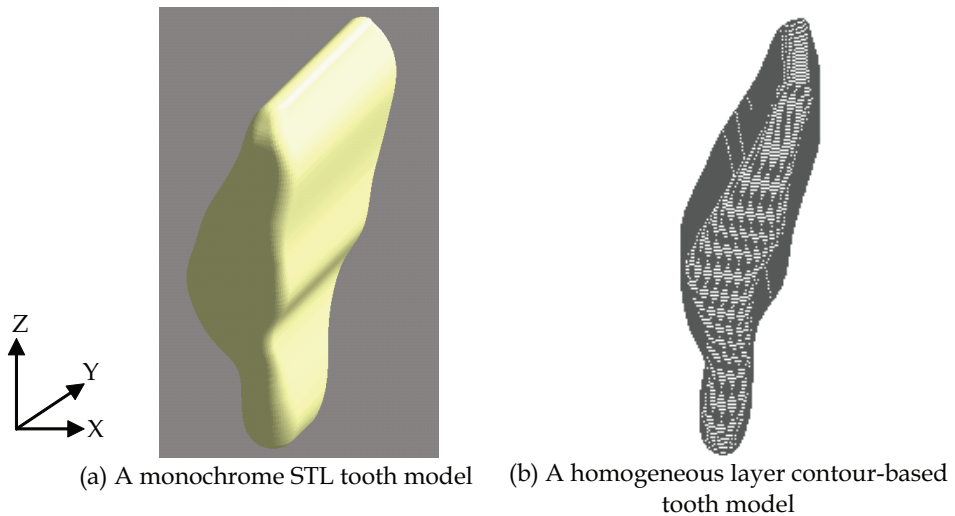 Z
Y
X
(a) A monochrome STL tooth model
(b) A homogeneous layer contour-based
tooth model